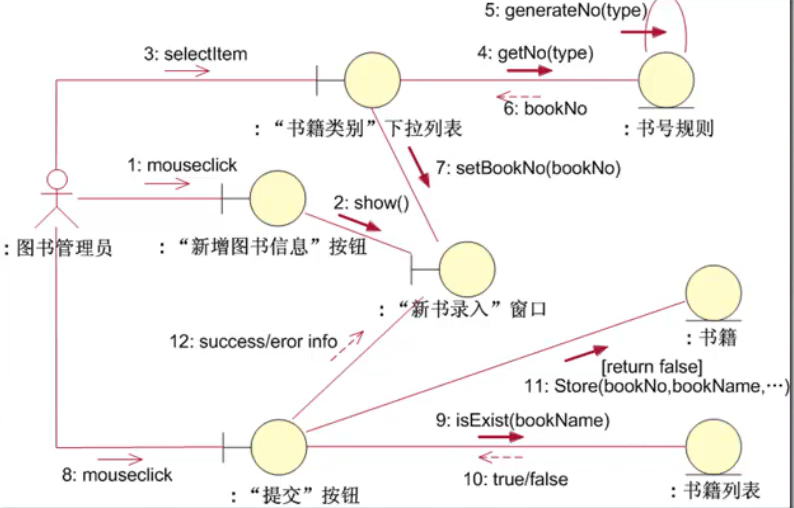 5: generateNo(type)
3: selectItem
4: getNo(type)
6: bookNo
:“书籍类别”下拉列表
:书号规则
1: mouseclick
7: setBookNo(bookNo)
2: show()
:图书管理员
:“新增图书信息”按钮
:“新书录入”窗口
:书籍
12: success/eror info
[return false]
11: Store(bookNo,bookName,…)
9: isExist(bookName)
8: mouseclick
10: true/false
:“提交”按钮
:书籍列表